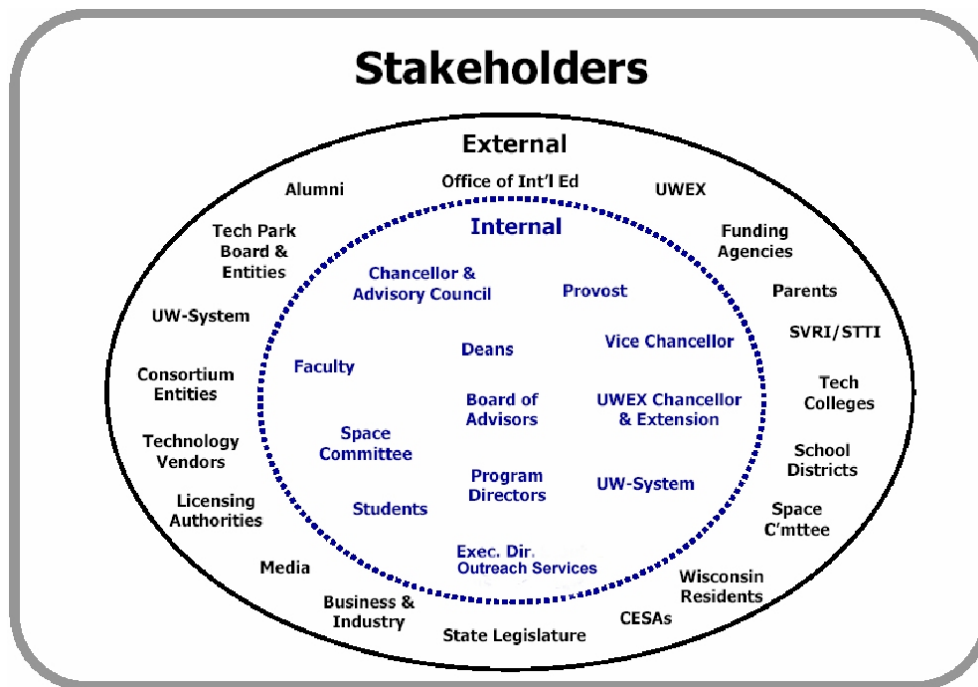 Stakeholders
External
Office of Int'l Ed
Alumni
UWEX
Tech Park
Board &
Entities
Funding
Agencies
UW-System
Parents
SVRI/STTI
Consortium
Entities
Tech
Colleges
Technology
Vendors
School
Districts
Licensing
Authorities
Space
C'mttee
Media
Wisconsin
Residents
Business &
Industry
CESAs
State Legislature
Internal
Chancellor &
Advisory Council
Provost
Vice Chancellor
Deans
Faculty
Board of
Advisors
UWEX Chancellor
& Extension
Space
Committee
Program
Directors
UW-System
Students
Exec. Dir.
Outreach Services